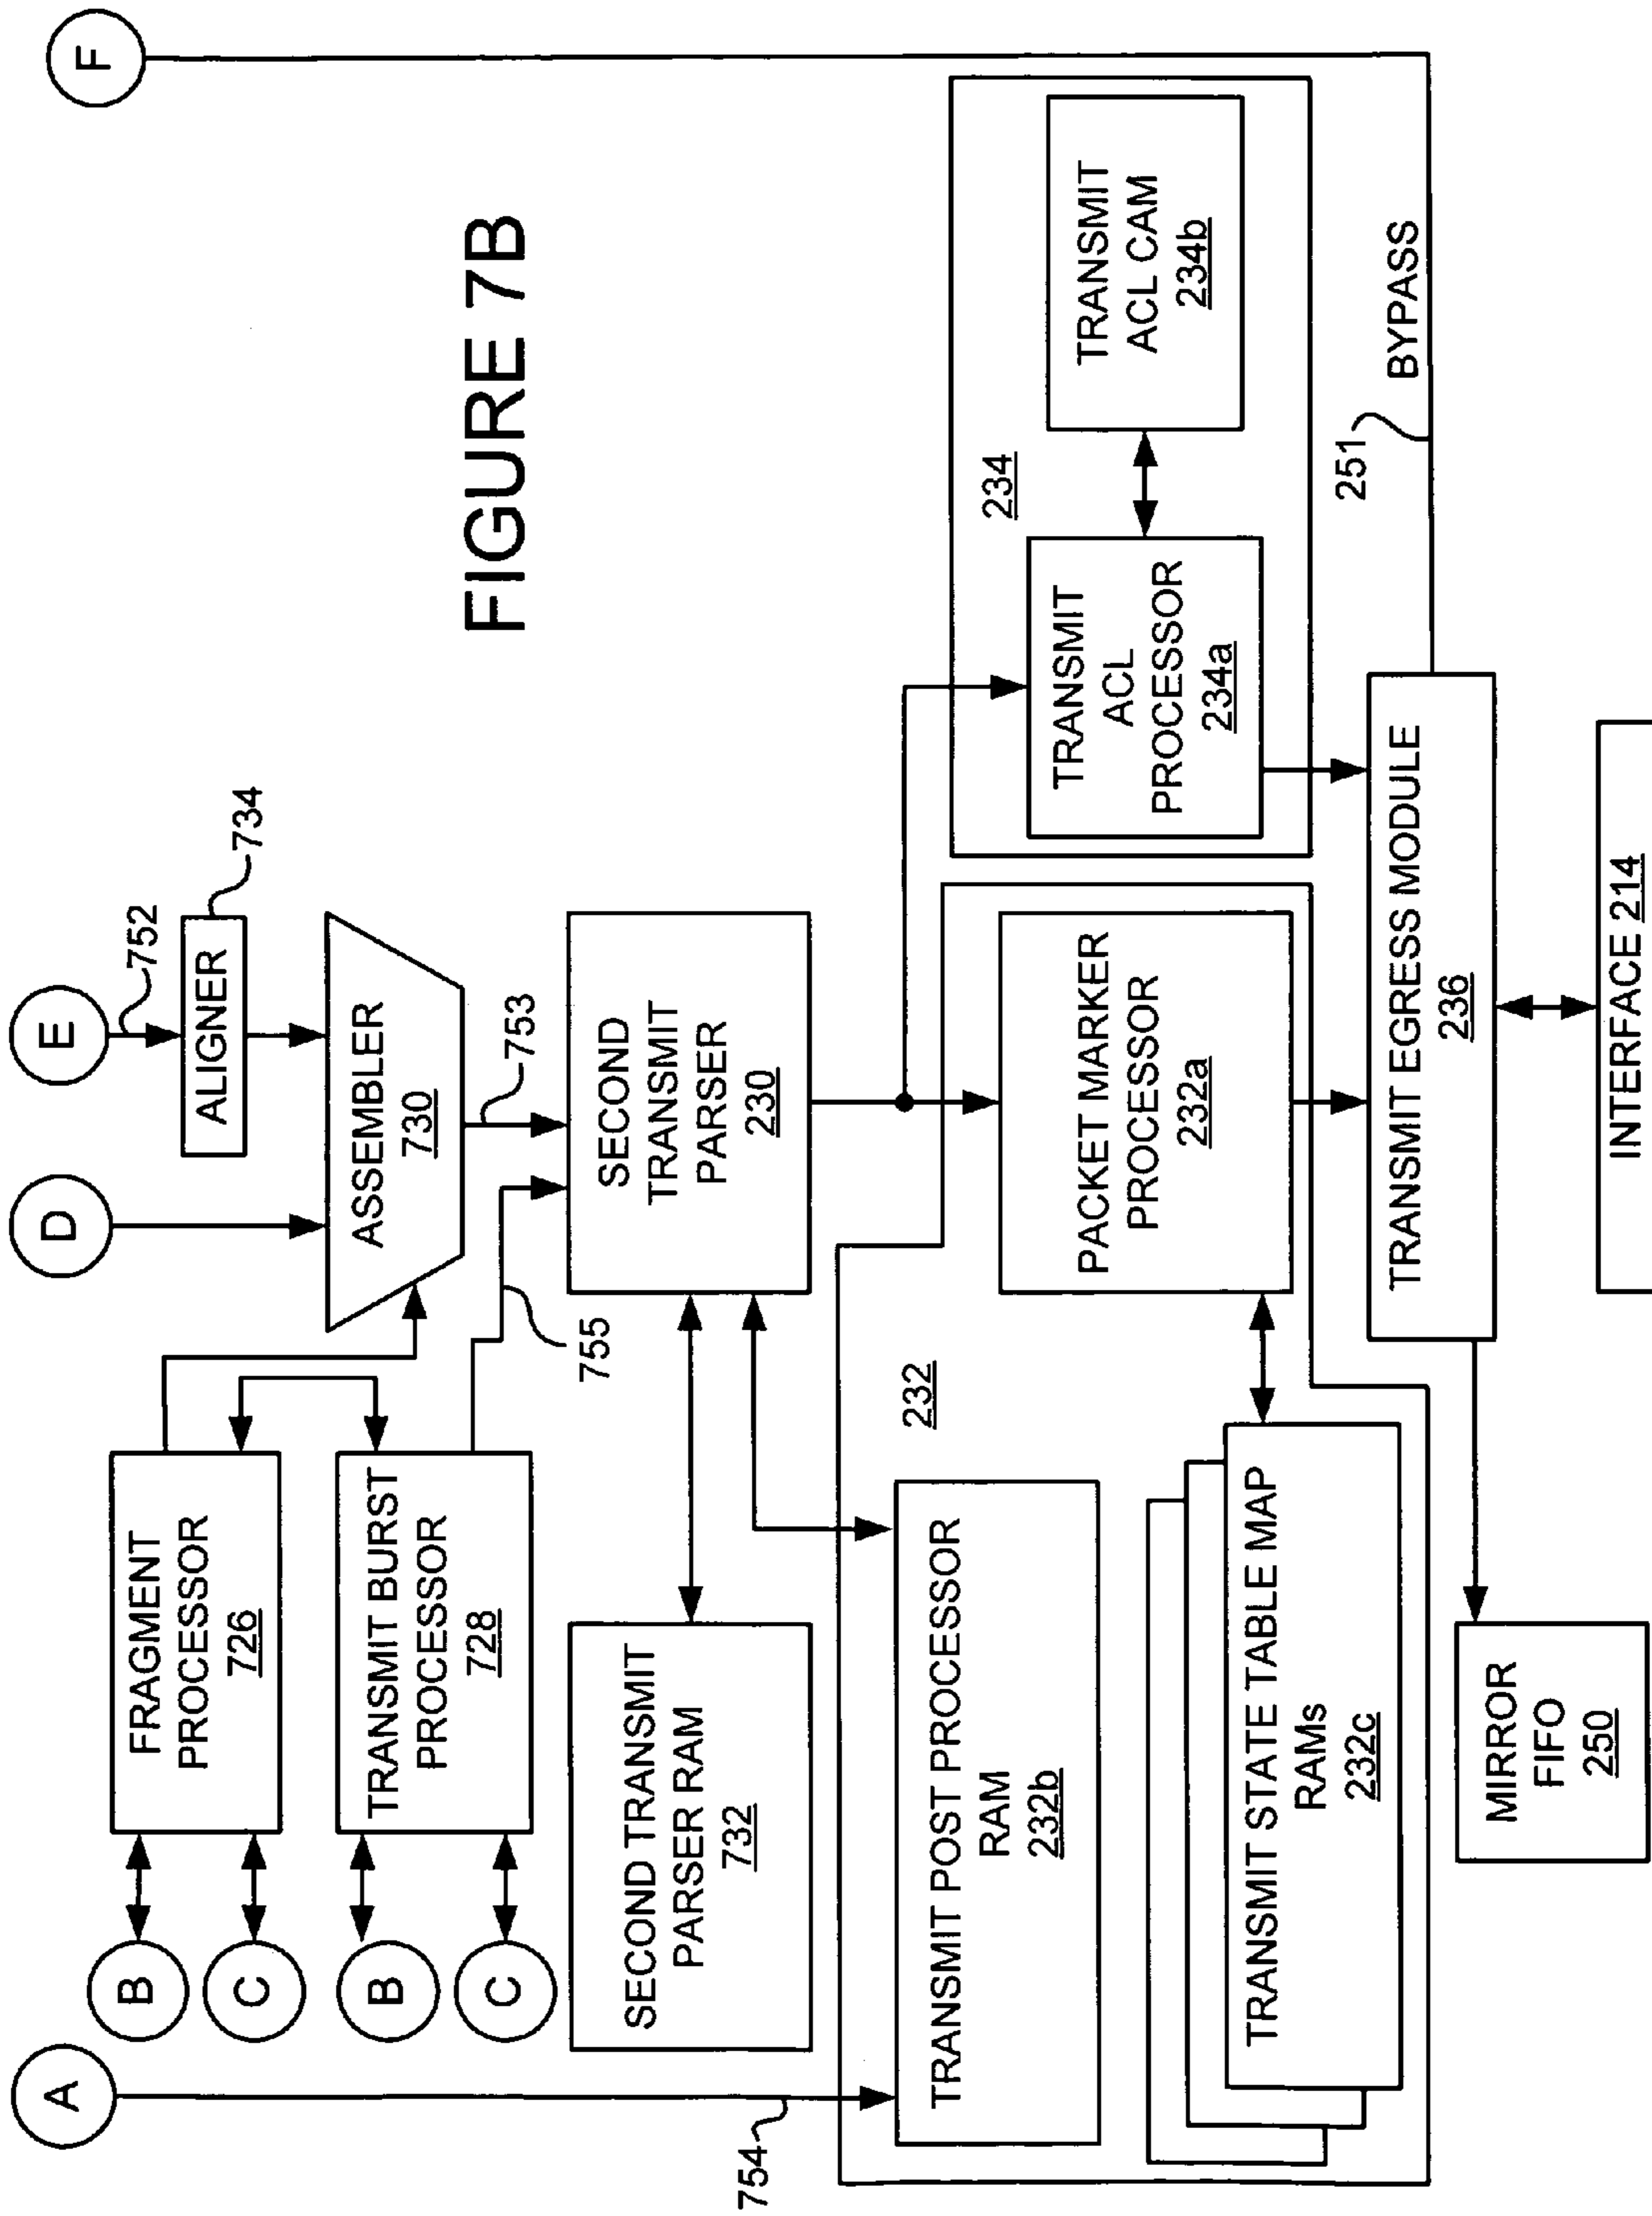 A
B
C
B
C
D
E
F
752
FRAGMENT
PROCESSOR
726
ALIGNER
734
TRANSMIT BURST
PROCESSOR
728
ASSEMBLER
730
FIGURE 7B
755
753
SECOND TRANSMIT
PARSER RAM
732
SECOND
TRANSMIT
PARSER
230
754
232
234
TRANSMIT POST PROCESSOR
RAM
232b
PACKET MARKER
PROCESSOR
232a
TRANSMIT
ACL
PROCESSOR
234a
TRANSMIT
ACL CAM
234b
TRANSMIT STATE TABLE MAP
RAMs
232c
251
BYPASS
TRANSMIT EGRESS MODULE
236
MIRROR
FIFO
250
INTERFACE 214